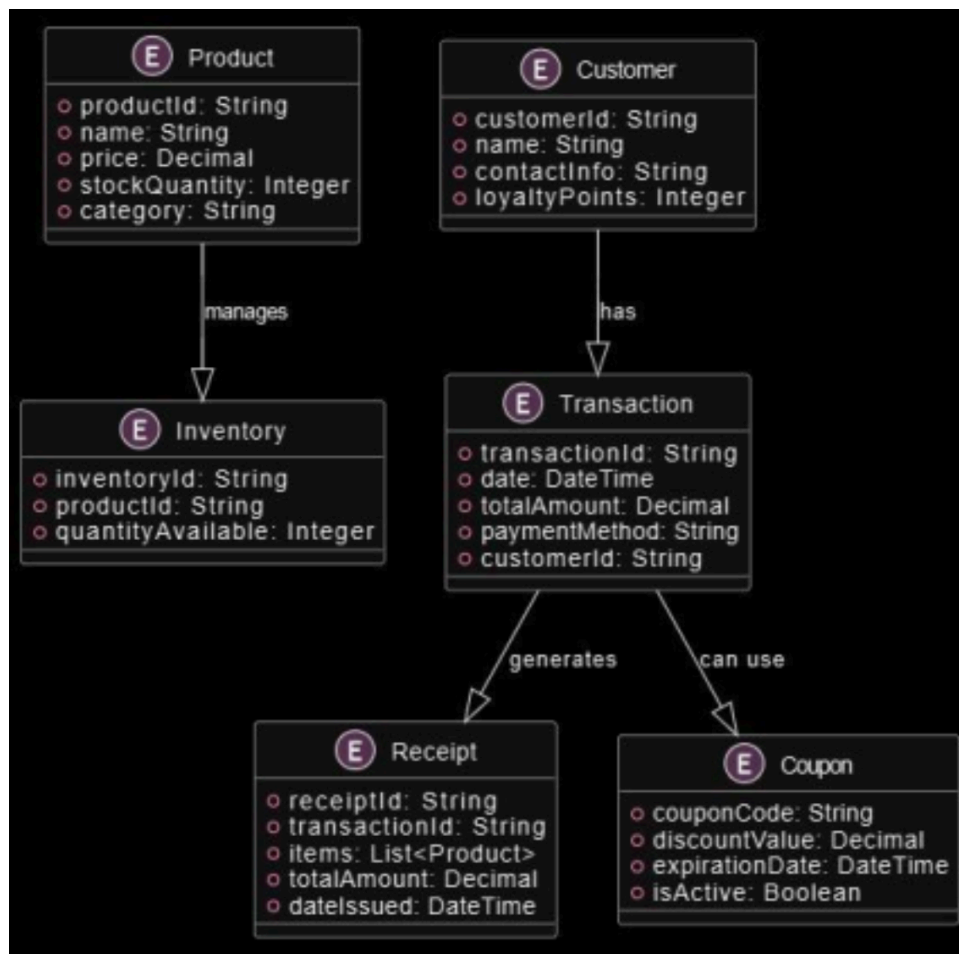 E Product
productId: String
name: String
price: Decimal
stockQuantity: Integer
category: String
E Customer
customerId: String
name: String
contactInfo: String
loyaltyPoints: Integer
manages
has
E Inventory
inventoryId: String
productId: String
quantityAvailable: Integer
E Transaction
transactionId: String
date: DateTime
totalAmount: Decimal
paymentMethod: String
customerId: String
generates
can use
E Receipt
receiptId: String
transactionId: String
items: List<Product>
totalAmount: Decimal
dateIssued: DateTime
E Coupon
couponCode: String
discountValue: Decimal
expirationDate: DateTime
isActive: Boolean